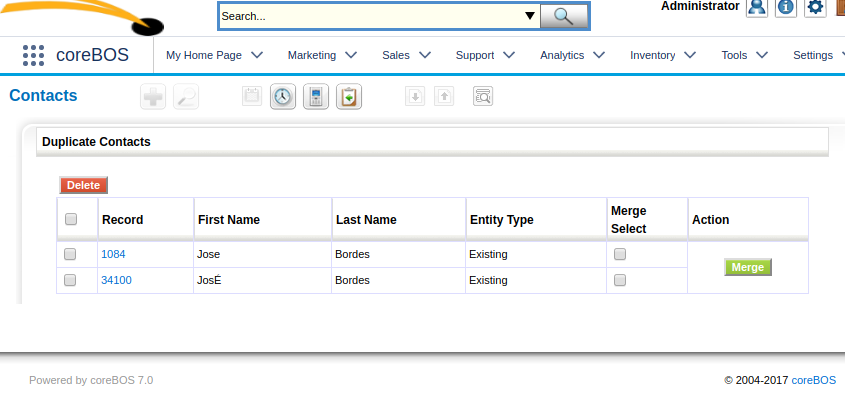 Administrator
Search...
coreBOS
My Home Page Marketing Sales Support Analytics Inventory Tools Settings
Contacts
Duplicate Contacts
Delete
Record First Name Last Name Entity Type Merge Select Action
1084 Jose Bordes Existing
Merge
34100 JosÉ Bordes Existing
Powered by coreBOS 7.0 © 2004-2017 coreBOS